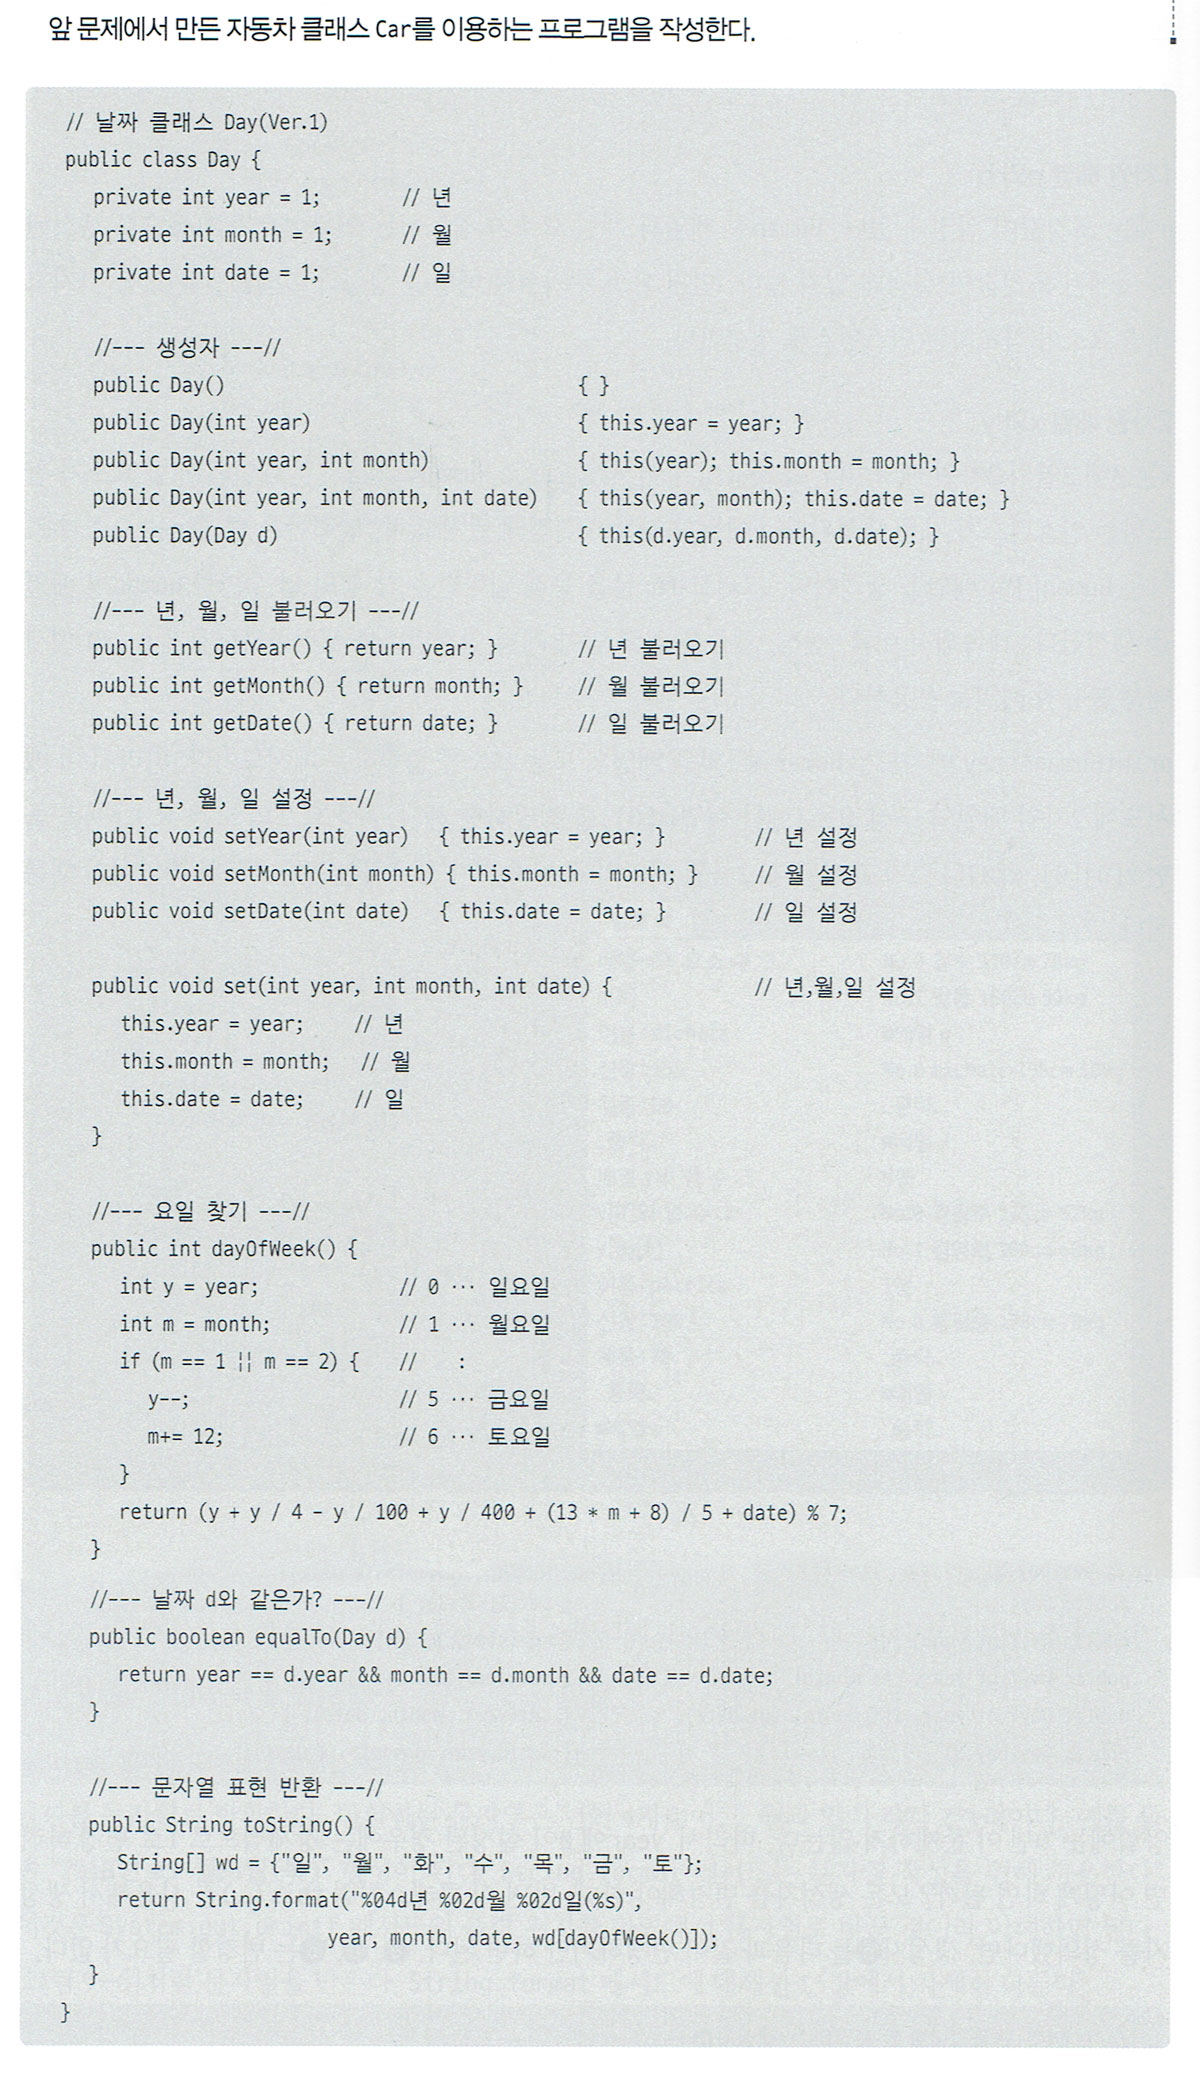 앞 문제에서 만든 자동차 클래스 Car를 이용하는 프로그램을 작성한다.
// 날짜 클래스 Day(Ver.1)
public class Day {
private int year = 1; // 년
private int month = 1; // 월
private int date = 1; // 일
//--- 생성자 ---//
public Day() { }
public Day(int year) { this.year = year; }
public Day(int year, int month) { this(year); this.month = month; }
public Day(int year, int month, int date) { this(year, month); this.date = date; }
public Day(Day d) { this(d.year, d.month, d.date); }
//--- 년, 월, 일 불러오기 ---//
public int getYear() { return year; } // 년 불러오기
public int getMonth() { return month; } // 월 불러오기
public int getDate() { return date; } // 일 불러오기
//--- 년, 월, 일 설정 ---//
public void setYear(int year) { this.year = year; } // 년 설정
public void setMonth(int month) { this.month = month; } // 월 설정
public void setDate(int date) { this.date = date; } // 일 설정
public void set(int year, int month, int date) { // 년,월,일 설정
this.year = year; // 년
this.month = month; // 월
this.date = date; // 일
}
//--- 요일 찾기 ---//
public int dayOfWeek() {
int y = year; // 0 … 일요일
int m = month; // 1 … 월요일
if (m == 1 || m == 2) { // :
y--; // 5 … 금요일
m+= 12; // 6 … 토요일
}
return (y + y / 4 - y / 100 + y / 400 + (13 * m + 8) / 5 + date) % 7;
}
//--- 날짜 d와 같은가? ---//
public boolean equalTo(Day d) {
return year == d.year && month == d.month && date == d.date;
}
//--- 문자열 표현 반환 ---//
public String toString() {
String[] wd = {"일", "월", "화", "수", "목", "금", "토"};
return String.format("%04d년 %02d월 %02d일(%s)",
year, month, date, wd[dayOfWeek()]);
}
}